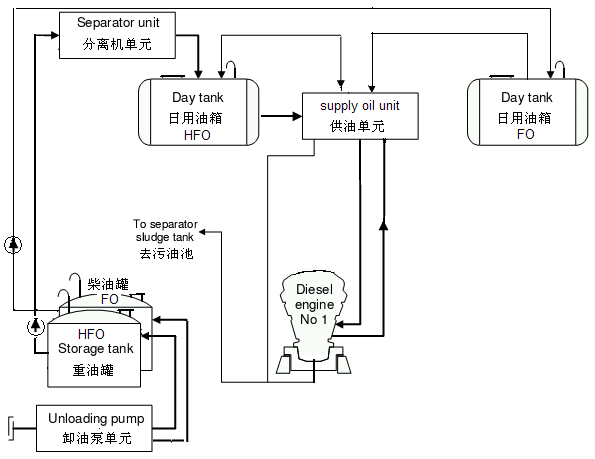 Separator unit
分离机单元
Day tank
日用油箱
HFO
supply oil unit
供油单元
Day tank
日用油箱
FO
To separator
sludge tank
去污油池
Diesel
engine
No 1
柴油罐
FO
HFO
Storage tank
重油罐
Unloading pump
卸油泵单元